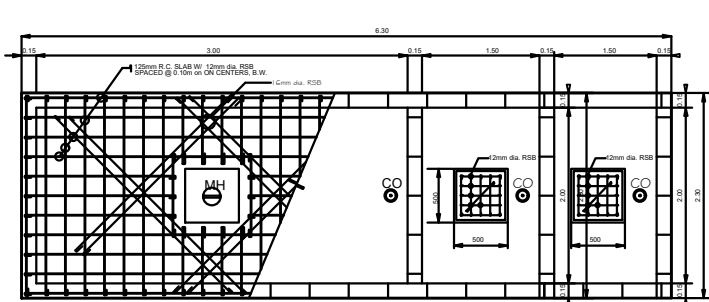 6.30
0.15 3.00 0.15 1.50 0.15 1.50 0.15
125mm R.C. SLAB W/ 12mm dia. RSB
SPACED @ 0.10m on ON CENTERS, B.W.
16mm dia. RSB
0.15 0.15
12mm dia. RSB 12mm dia. RSB
MH CO CO CO
500 2.00 2.00 2.30
500 500
0.15 0.15